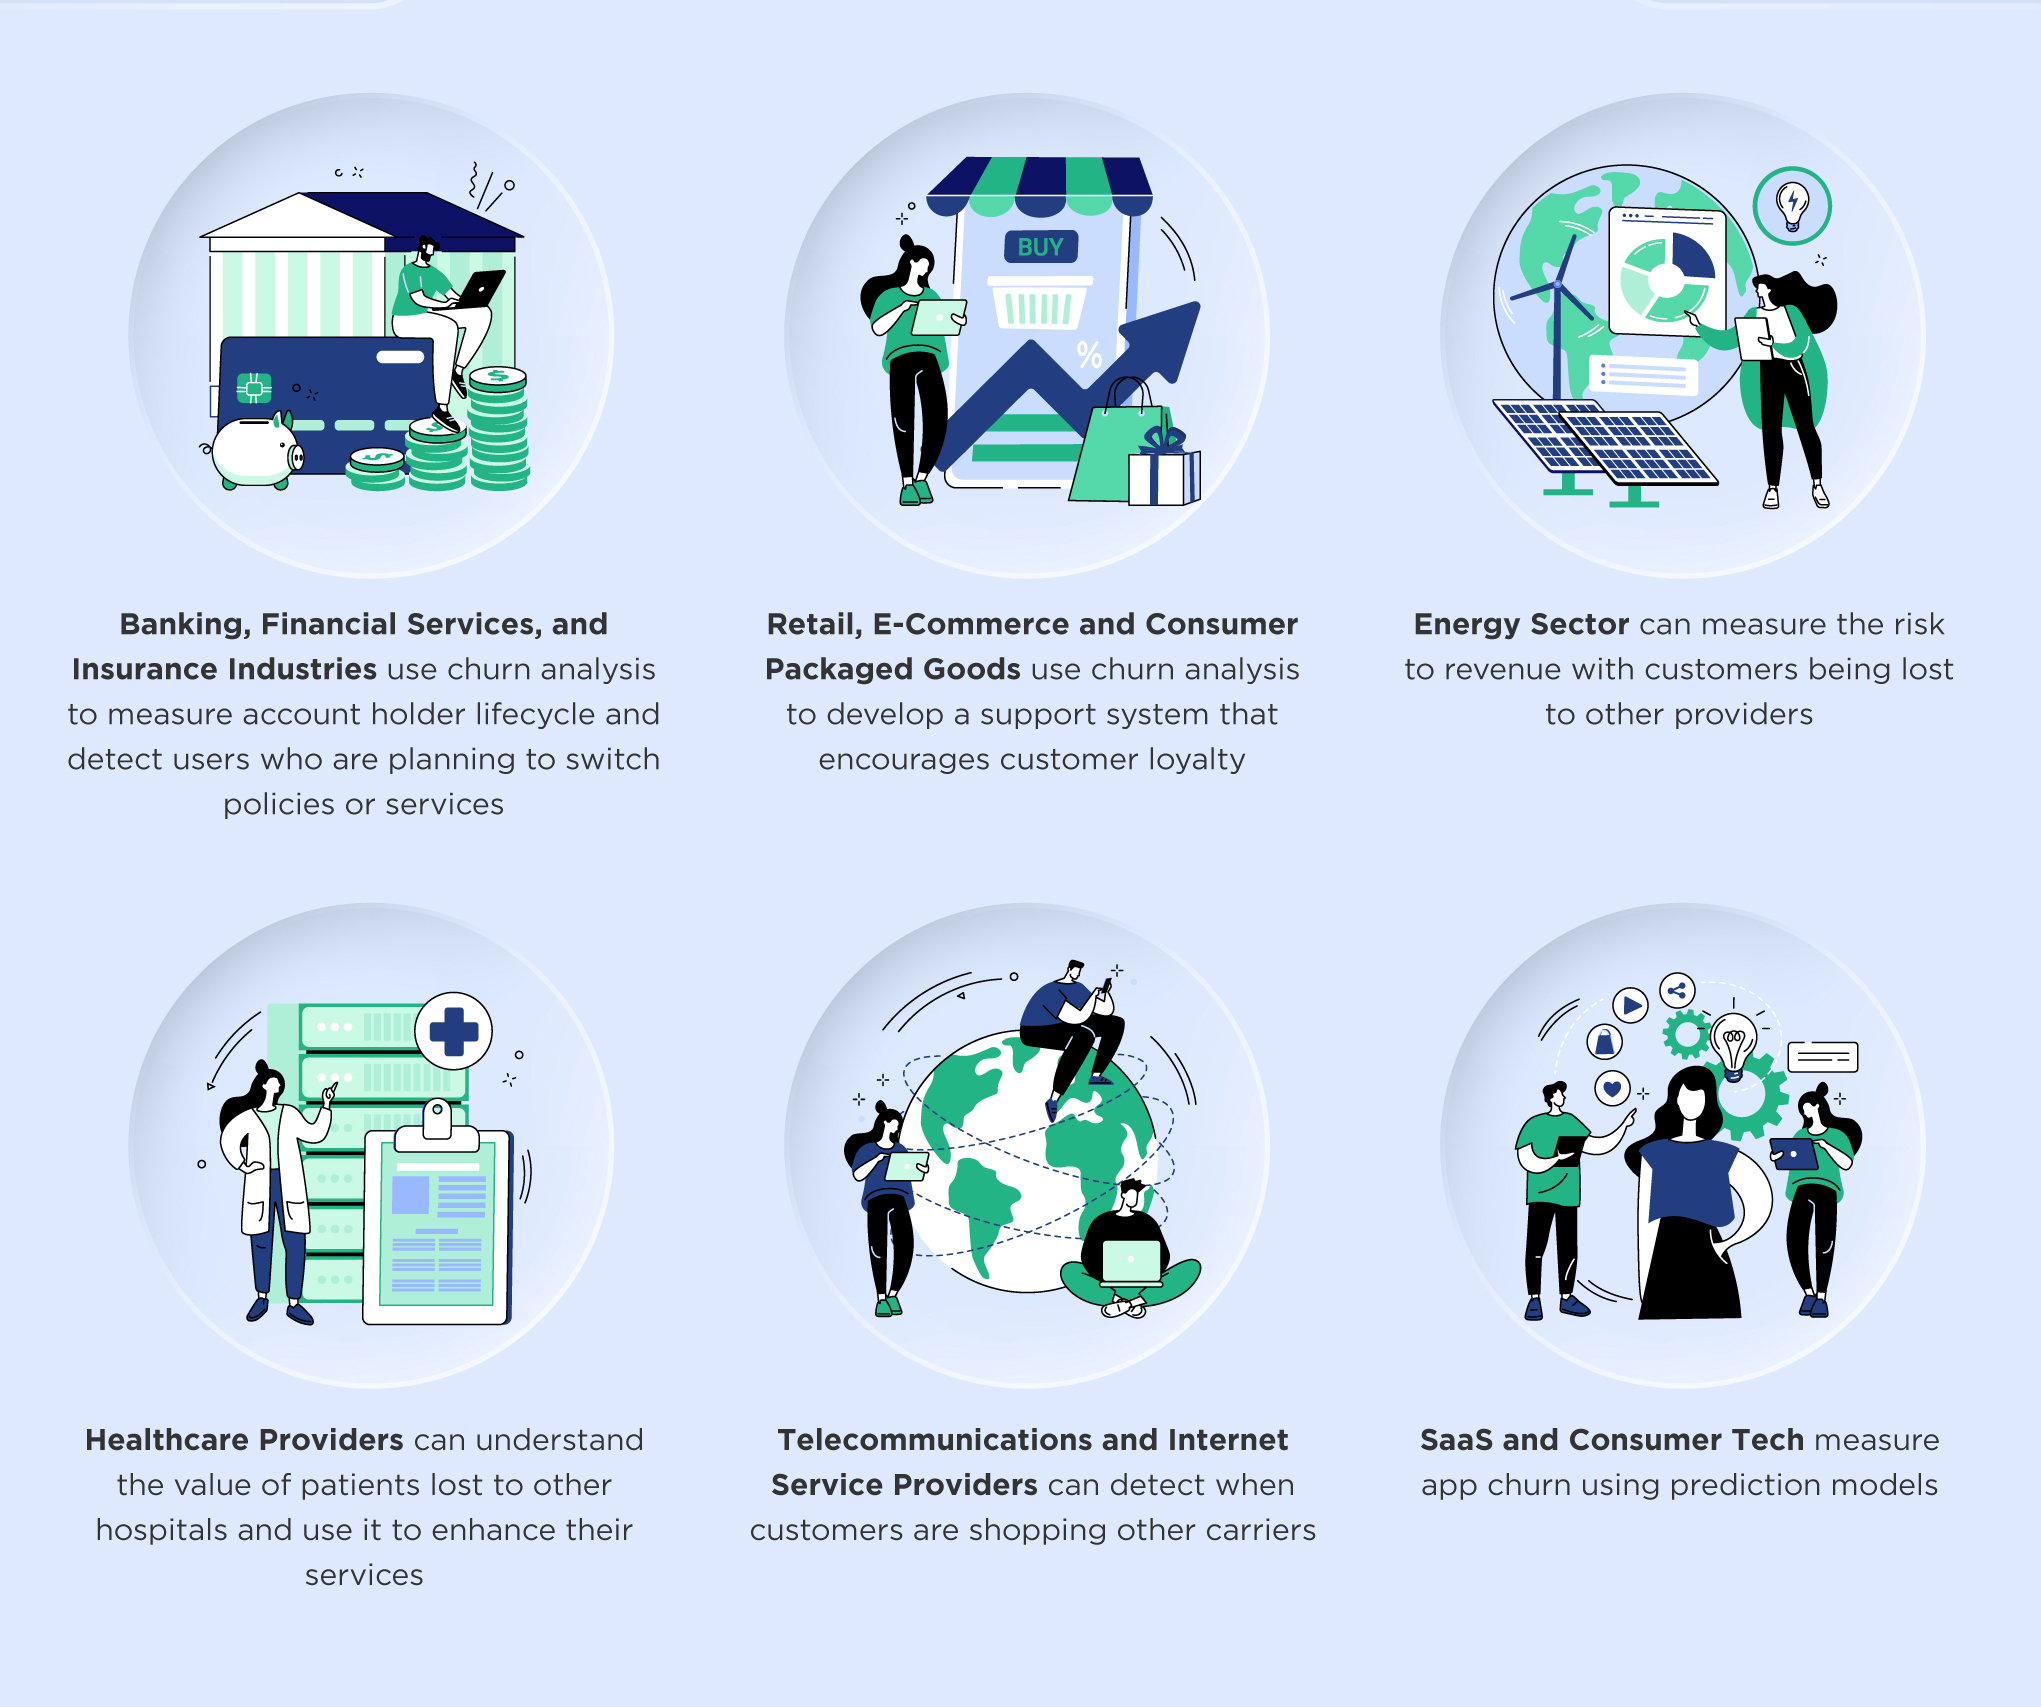 BUY
%
Banking, Financial Services, and
Insurance Industries use churn analysis
to measure account holder lifecycle and
detect users who are planning to switch
policies or services
Retail, E-Commerce and Consumer
Packaged Goods use churn analysis
to develop a support system that
encourages customer loyalty
Energy Sector can measure the risk
to revenue with customers being lost
to other providers
Healthcare Providers can understand
the value of patients lost to other
hospitals and use it to enhance their
services
Telecommunications and Internet
Service Providers can detect when
customers are shopping other carriers
SaaS and Consumer Tech measure
app churn using prediction models